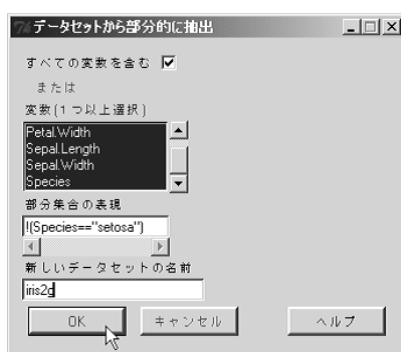 データセットから部分的に抽出
すべての変数を含む
または
変数(1つ以上選択)
Petal.Width
Sepal.Length
Sepal.Width
Species
部分集合の表現
!(Species=="setosa")
新しいデータセットの名前
iris2d
OK キャンセル ヘルプ